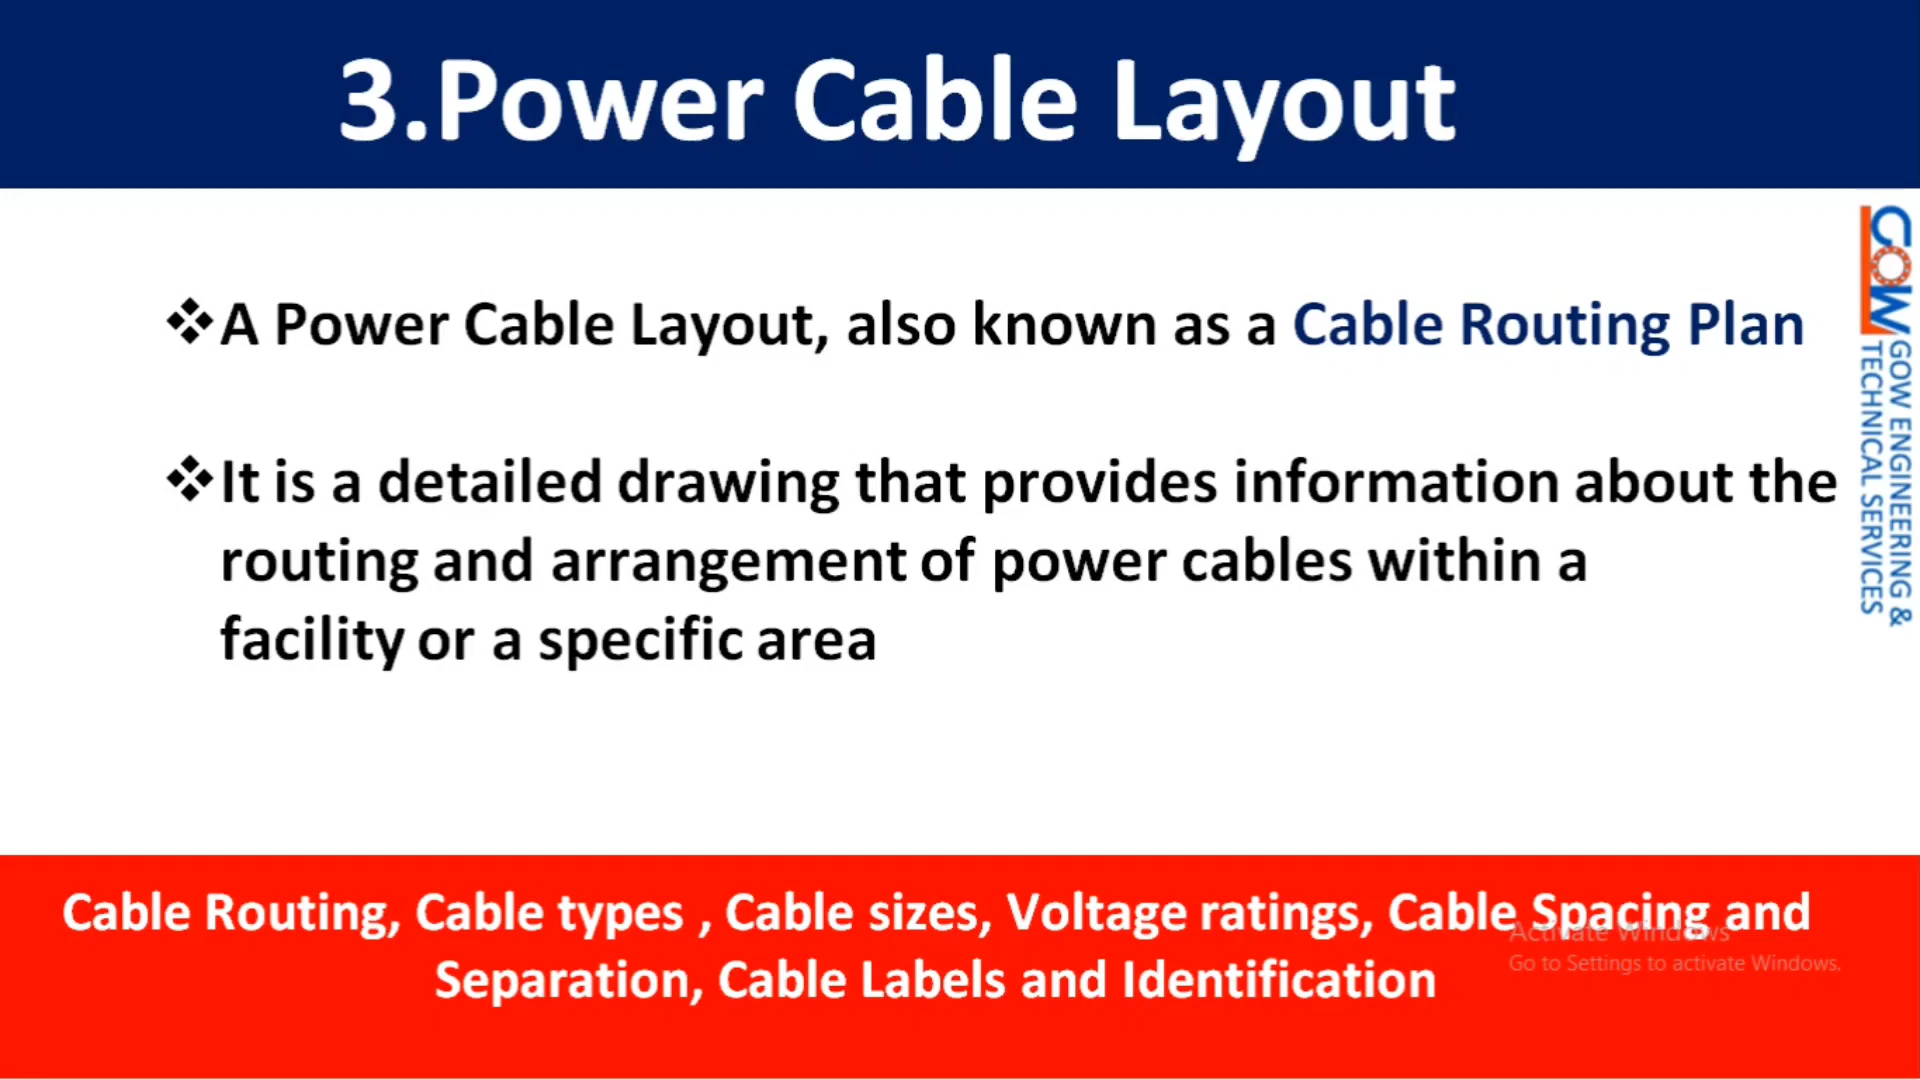 3.Power Cable Layout
❖A Power Cable Layout, also known as a Cable Routing Plan
❖It is a detailed drawing that provides information about the
routing and arrangement of power cables within a
facility or a specific area
GOW
GOW ENGINEERING &
TECHNICAL SERVICES
Cable Routing, Cable types , Cable sizes, Voltage ratings, Cable Spacing and
Separation, Cable Labels and Identification
Activate Windows
Go to Settings to activate Windows.